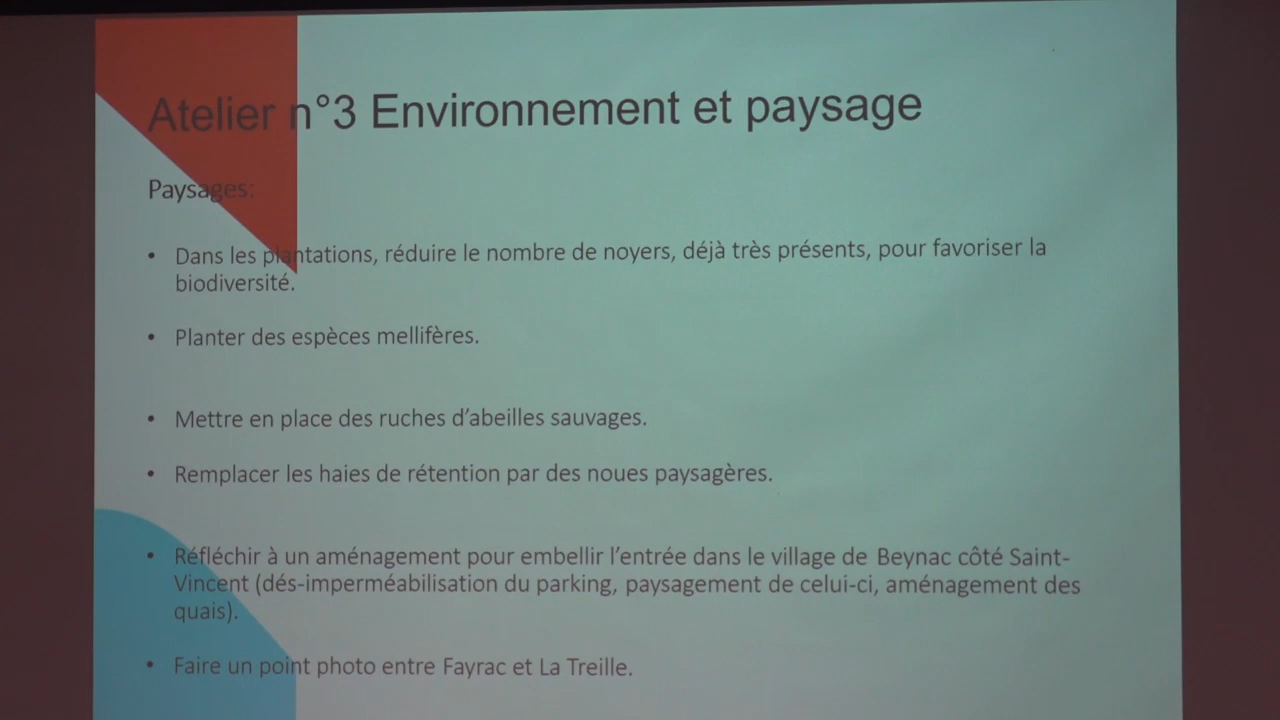 Atelier n°3 Environnement et paysage
Paysages:
• Dans les plantations, réduire le nombre de noyers, déjà très présents, pour favoriser la
biodiversité.
• Planter des espèces mellifères.
• Mettre en place des ruches d'abeilles sauvages.
• Remplacer les haies de rétention par des noues paysagères.
• Réfléchir à un aménagement pour embellir l'entrée dans le village de Beynac côté Saint-
Vincent (dés-imperméabilisation du parking, paysagement de celui-ci, aménagement des
quais).
• Faire un point photo entre Fayrac et La Treille.